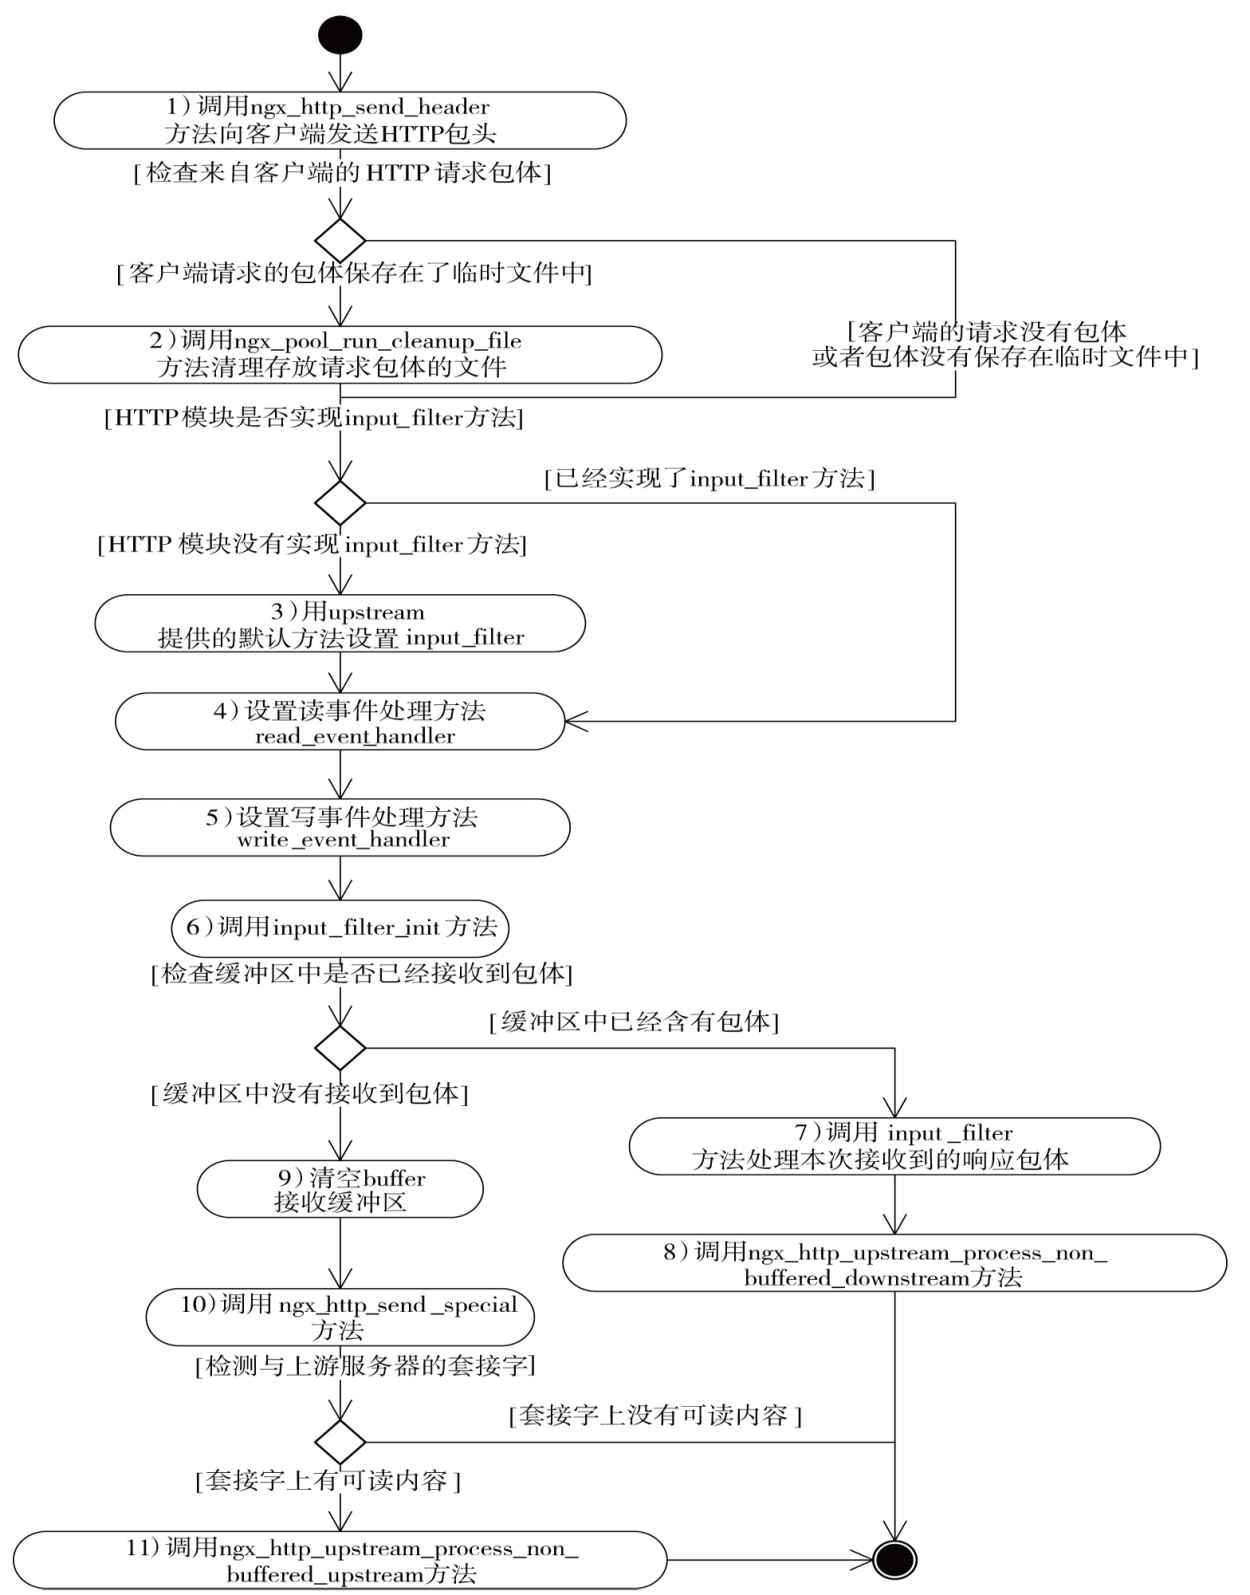 1)调用ngx_http_send_header
方法向客户端发送HTTP包头
[检查来自客户端的 HTTP 请求包体]
[客户端请求的包体保存在了临时文件中]
[客户端的请求没有包体
或者包体没有保存在临时文件中]
2)调用ngx_pool_run_cleanup_file
方法清理存放请求包体的文件
[HTTP模块是否实现input_filter方法]
[已经实现了input_filter 方法]
[HTTP 模块没有实现 input_filter 方法]
3)用upstream
提供的默认方法设置 input_filter
4)设置读事件处理方法
read_event_handler
5)设置写事件处理方法
write_event_handler
6)调用input_filter_init 方法
[检查缓冲区中是否已经接收到包体]
[缓冲区中已经含有包体]
[缓冲区中没有接收到包体]
7)调用 input_filter
方法处理本次接收到的响应包体
9)清空buffer
接收缓冲区
8)调用ngx_http_upstream_process_non_
buffered_downstream方法
10)调用 ngx_http_send_special
方法
[检测与上游服务器的套接字]
[套接字上没有可读内容]
[套接字上有可读内容]
11)调用ngx_http_upstream_process_non_
buffered_upstream方法